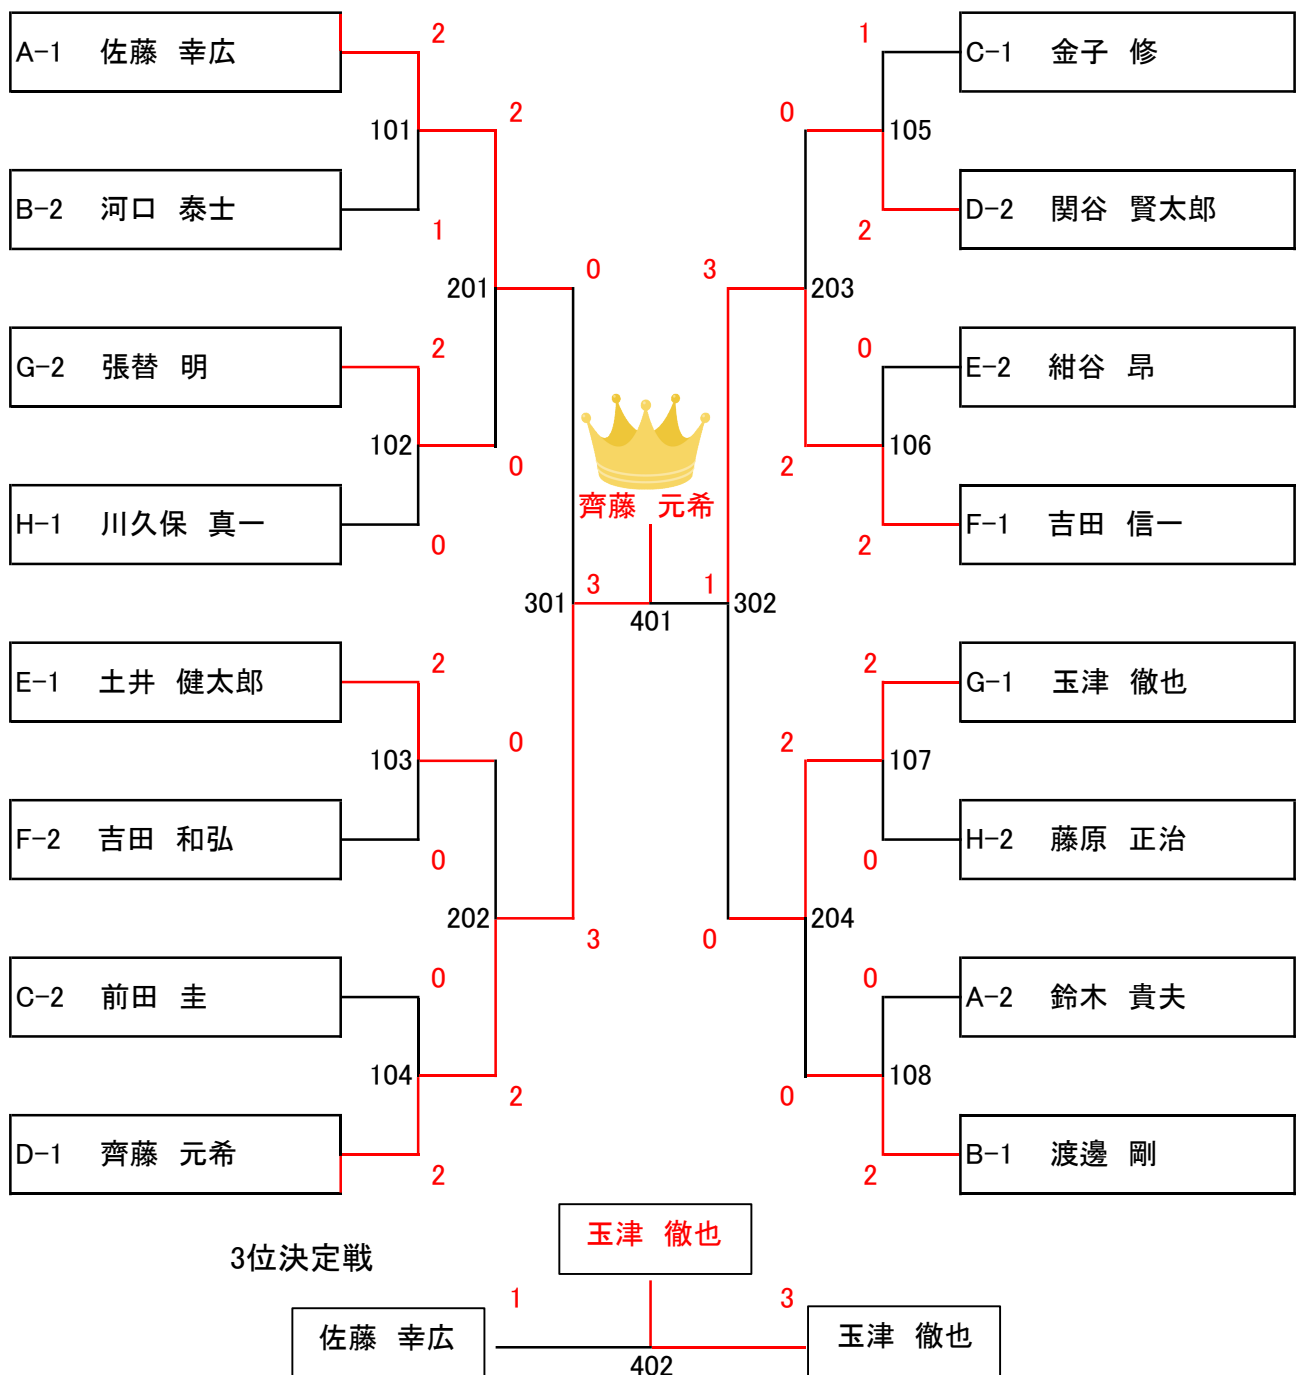 A-1 佐藤 幸広
2
101
B-2 河口 泰士
1
2
201
G-2 張替 明
2
102
H-1 川久保 真一
0
0
0
301
3
E-1 土井 健太郎
2
103
F-2 吉田 和弘
0
0
202
3
C-2 前田 圭
0
104
D-1 齊藤 元希
2
2
齊藤 元希
401
1
C-1 金子 修
1
105
D-2 関谷 賢太郎
2
0
203
3
E-2 紺谷 昂
0
106
F-1 吉田 信一
2
2
302
G-1 玉津 徹也
2
107
H-2 藤原 正治
0
2
204
0
A-2 鈴木 貴夫
0
108
B-1 渡邊 剛
2
0
3位決定戦
玉津 徹也
1
3
佐藤 幸広
402
玉津 徹也